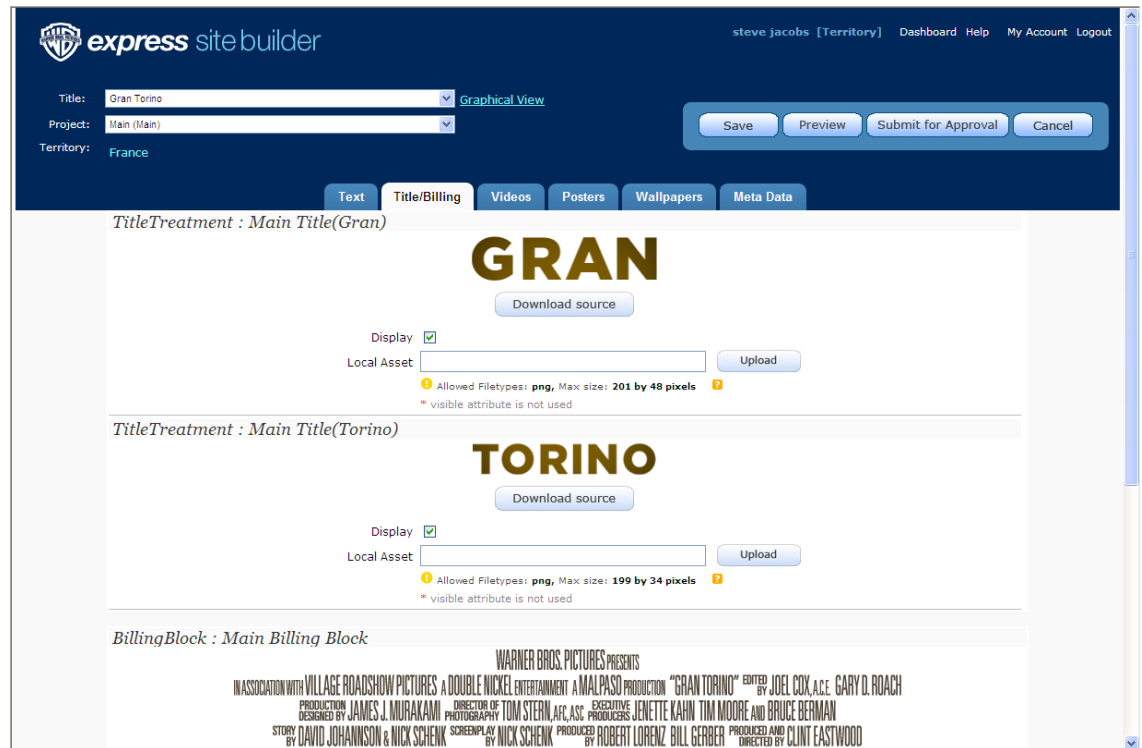 WB express site builder
steve jacobs [Territory] Dashboard Help My Account Logout
Title: Gran Torino Graphical View
Project: Main (Main)
Territory: France
Save Preview Submit for Approval Cancel
Text Title/Billing Videos Posters Wallpapers Meta Data
TitleTreatment : Main Title(Gran)
GRAN
Download source
Display
Local Asset Upload
! Allowed Filetypes: png, Max size: 201 by 48 pixels ?
* visible attribute is not used
TitleTreatment : Main Title(Torino)
TORINO
Download source
Display
Local Asset Upload
! Allowed Filetypes: png, Max size: 199 by 34 pixels ?
* visible attribute is not used
BillingBlock : Main Billing Block
WARNER BROS. PICTURES PRESENTS
IN ASSOCIATION WITH VILLAGE ROADSHOW PICTURES A DOUBLE NICKEL ENTERTAINMENT A MALPASO PRODUCTION "GRAN TORINO" EDITED BY JOEL COX, A.C.E. GARY D. ROACH
PRODUCTION DESIGNED BY JAMES J. MURAKAMI DIRECTOR OF PHOTOGRAPHY TOM STERN, AFC, ASC EXECUTIVE PRODUCERS JENETTE KAHN TIM MOORE AND BRUCE BERMAN
STORY BY DAVID JOHANNSON & NICK SCHENK SCREENPLAY BY NICK SCHENK PRODUCED BY ROBERT LORENZ BILL GERBER PRODUCED AND DIRECTED BY CLINT EASTWOOD